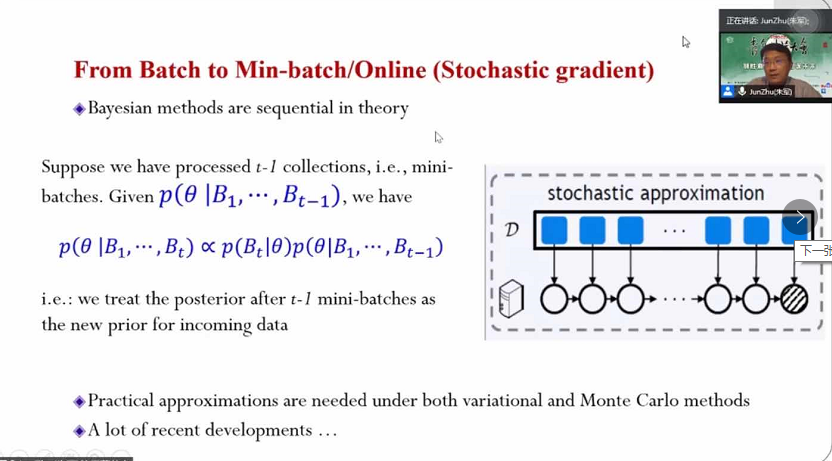 正在讲话: JunZhu(朱军);
From Batch to Min-batch/Online (Stochastic gradient)
JunZhu(朱军)
Bayesian methods are sequential in theory
Suppose we have processed t-1 collections, i.e., mini-
batches. Given p(θ |B₁, ⋯ , Bₜ₋₁), we have
p(θ |B₁, ⋯ , Bₜ) ∝ p(Bₜ|θ)p(θ|B₁, ⋯ , Bₜ₋₁)
i.e.: we treat the posterior after t-1 mini-batches as
the new prior for incoming data
stochastic approximation
𝒟
...
下一张
....
Practical approximations are needed under both variational and Monte Carlo methods
A lot of recent developments …